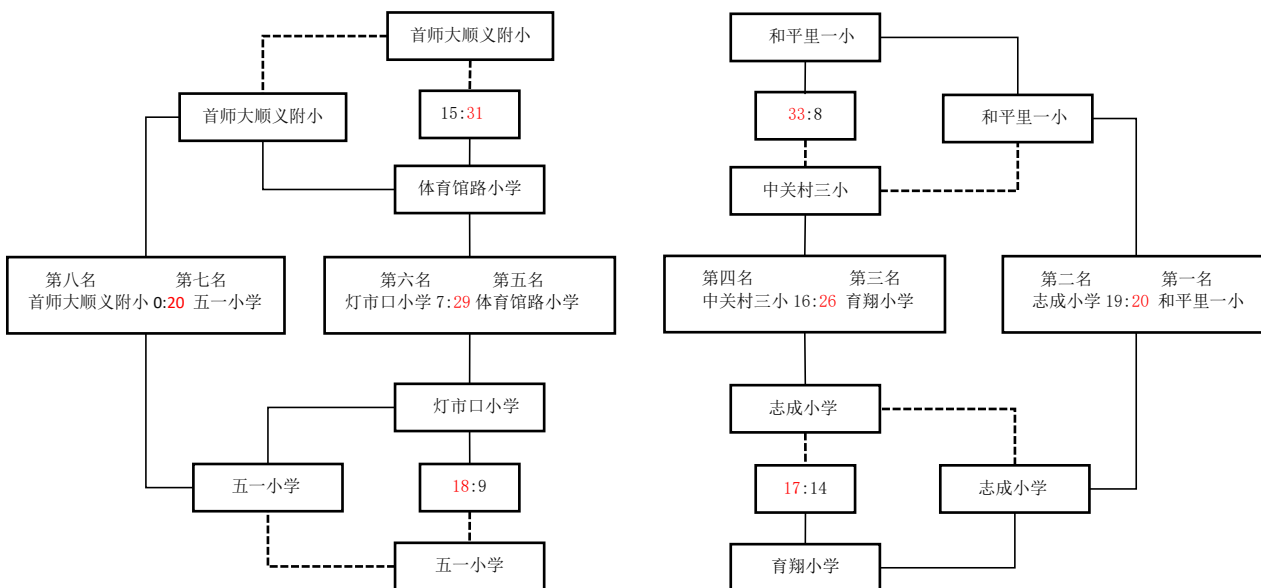 首师大顺义附小
首师大顺义附小
15:31
体育馆路小学
第八名 第七名
首师大顺义附小 0:20 五一小学
第六名 第五名
灯市口小学 7:29 体育馆路小学
灯市口小学
五一小学
18:9
五一小学
和平里一小
33:8
和平里一小
中关村三小
第四名 第三名
中关村三小 16:26 育翔小学
第二名 第一名
志成小学 19:20 和平里一小
志成小学
17:14
志成小学
育翔小学